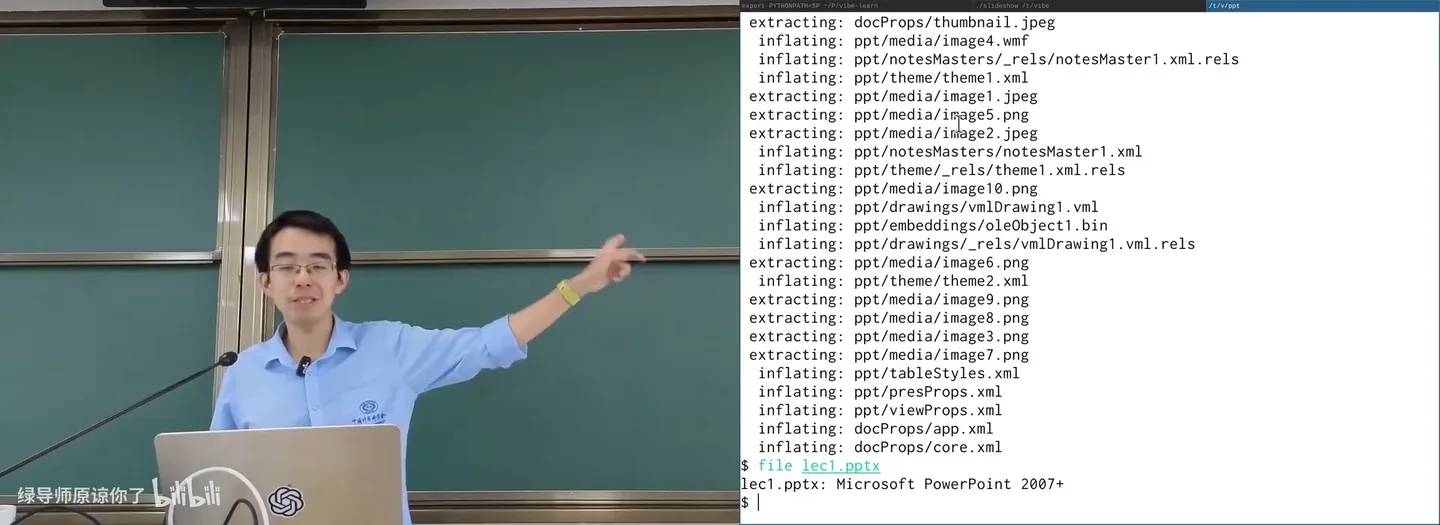 export PYTHONPATH=$P ~/P/vibe-learn
./slideshow /t/vibe
/t/v/ppt
extracting: docProps/thumbnail.jpeg
inflating: ppt/media/image4.wmf
inflating: ppt/notesMasters/_rels/notesMaster1.xml.rels
inflating: ppt/theme/theme1.xml
extracting: ppt/media/image1.jpeg
extracting: ppt/media/image5.png
extracting: ppt/media/image2.jpeg
inflating: ppt/notesMasters/notesMaster1.xml
inflating: ppt/theme/_rels/theme1.xml.rels
extracting: ppt/media/image10.png
inflating: ppt/drawings/vmlDrawing1.vml
inflating: ppt/embeddings/oleObject1.bin
inflating: ppt/drawings/_rels/vmlDrawing1.vml.rels
extracting: ppt/media/image6.png
inflating: ppt/theme/theme2.xml
extracting: ppt/media/image9.png
extracting: ppt/media/image8.png
extracting: ppt/media/image3.png
extracting: ppt/media/image7.png
inflating: ppt/tableStyles.xml
inflating: ppt/presProps.xml
inflating: ppt/viewProps.xml
inflating: docProps/app.xml
inflating: docProps/core.xml
$ file lec1.pptx
lec1.pptx: Microsoft PowerPoint 2007+
$
绿导师原谅你了 bilibili